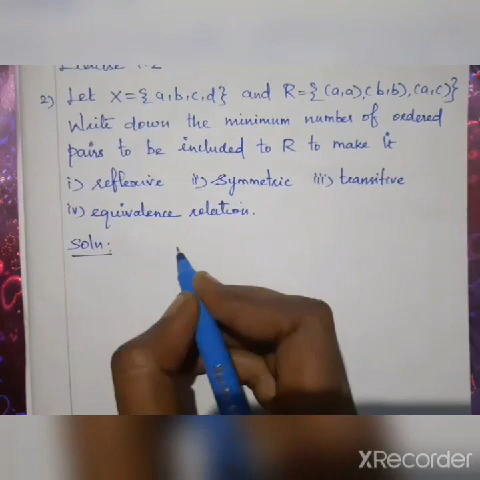 2) Let X={a,b,c,d} and R={(a,a),(b,b),(a,c)}
Write down the minimum number of ordered
pairs to be included to R to make it
i) reflexive ii) Symmetric iii) transitive
iv) equivalence relation.
Soln:
XRecorder